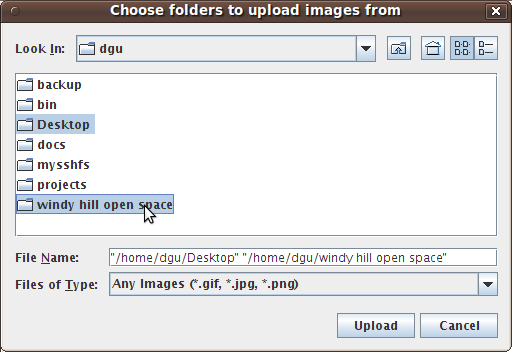 Choose folders to upload images from
Look In: dgu
backup
bin
Desktop
docs
mysshfs
projects
windy hill open space
File Name: "/home/dgu/Desktop" "/home/dgu/windy hill open space"
Files of Type: Any Images (*.gif, *.jpg, *.png)
Upload Cancel